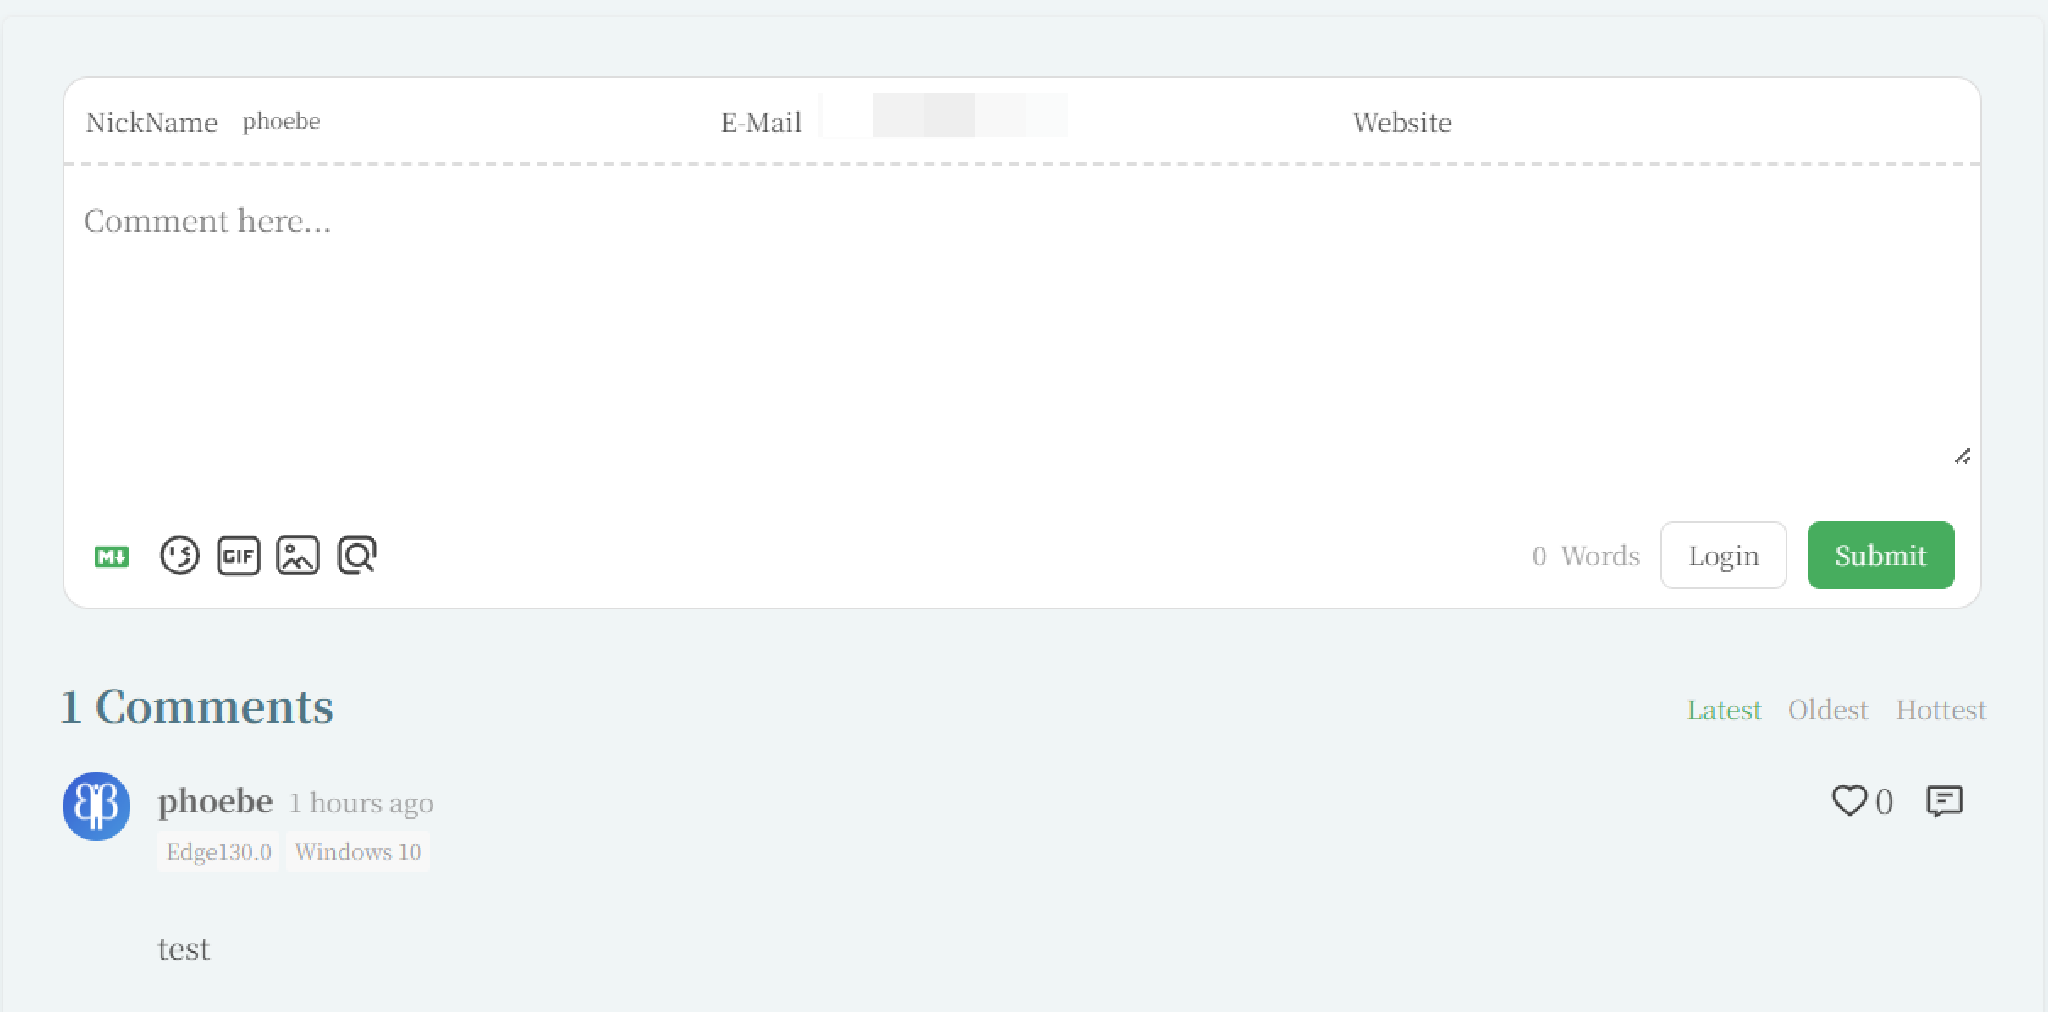 NickName phoebe E-Mail Website
Comment here...
M GIF 0 Words Login Submit
1 Comments Latest Oldest Hottest
phoebe 1 hours ago 0
Edge130.0 Windows 10
test